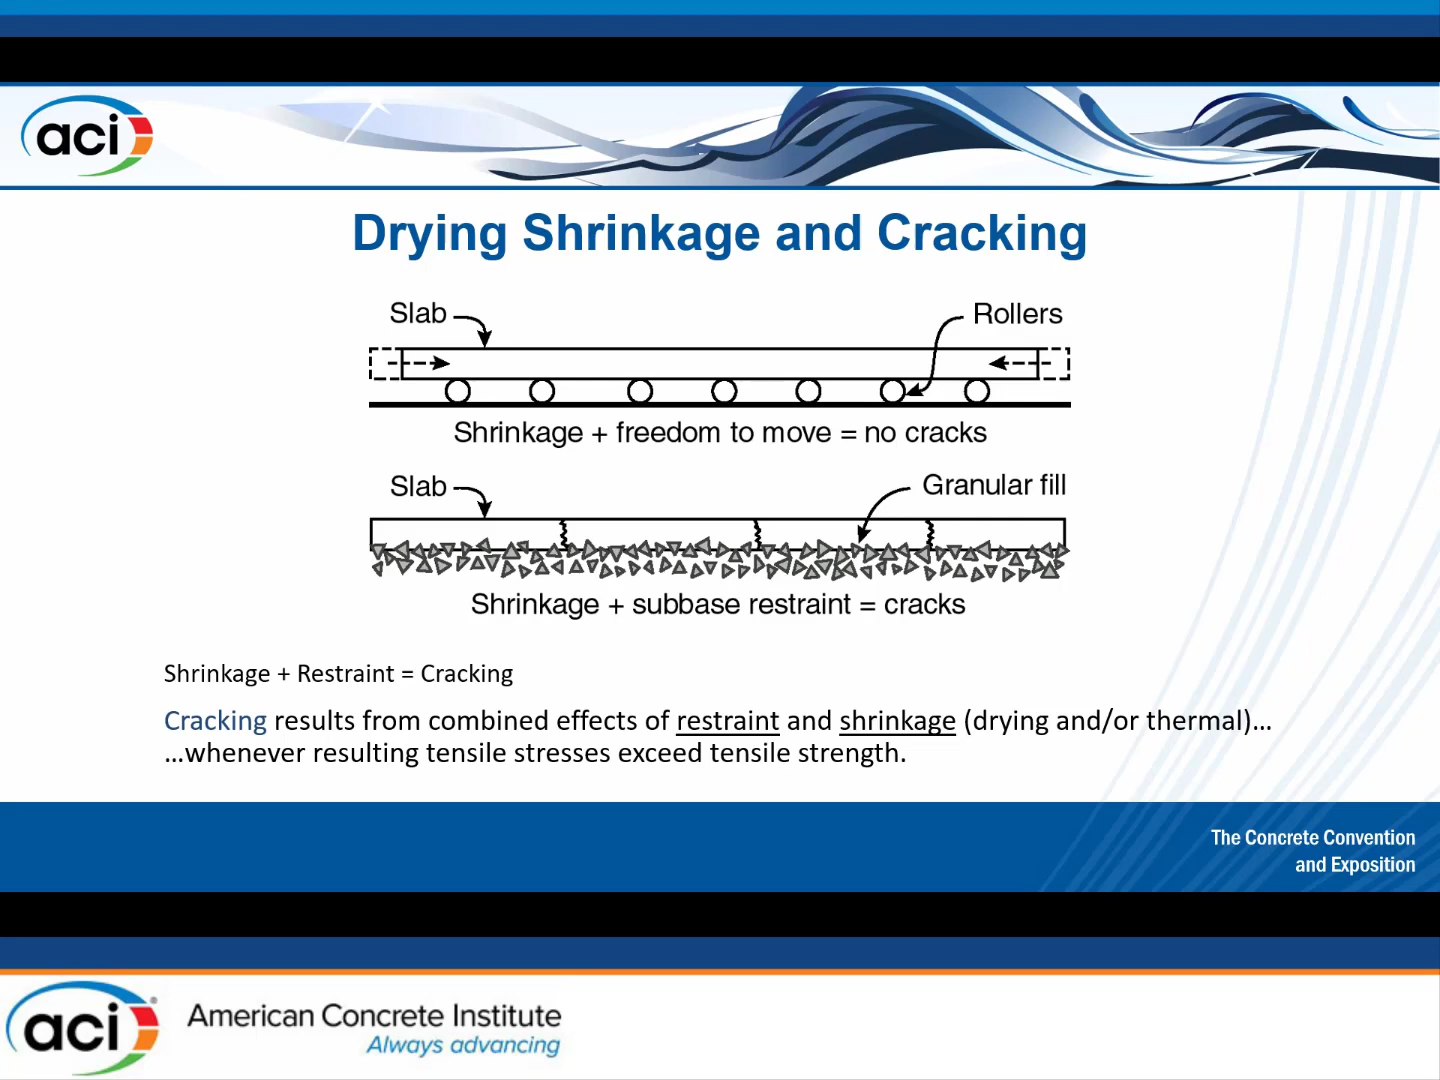 aci
Drying Shrinkage and Cracking
Slab
Rollers
Shrinkage + freedom to move = no cracks
Slab
Granular fill
Shrinkage + subbase restraint = cracks
Shrinkage + Restraint = Cracking
Cracking results from combined effects of restraint and shrinkage (drying and/or thermal)...
...whenever resulting tensile stresses exceed tensile strength.
The Concrete Convention
and Exposition
aci®
American Concrete Institute
Always advancing